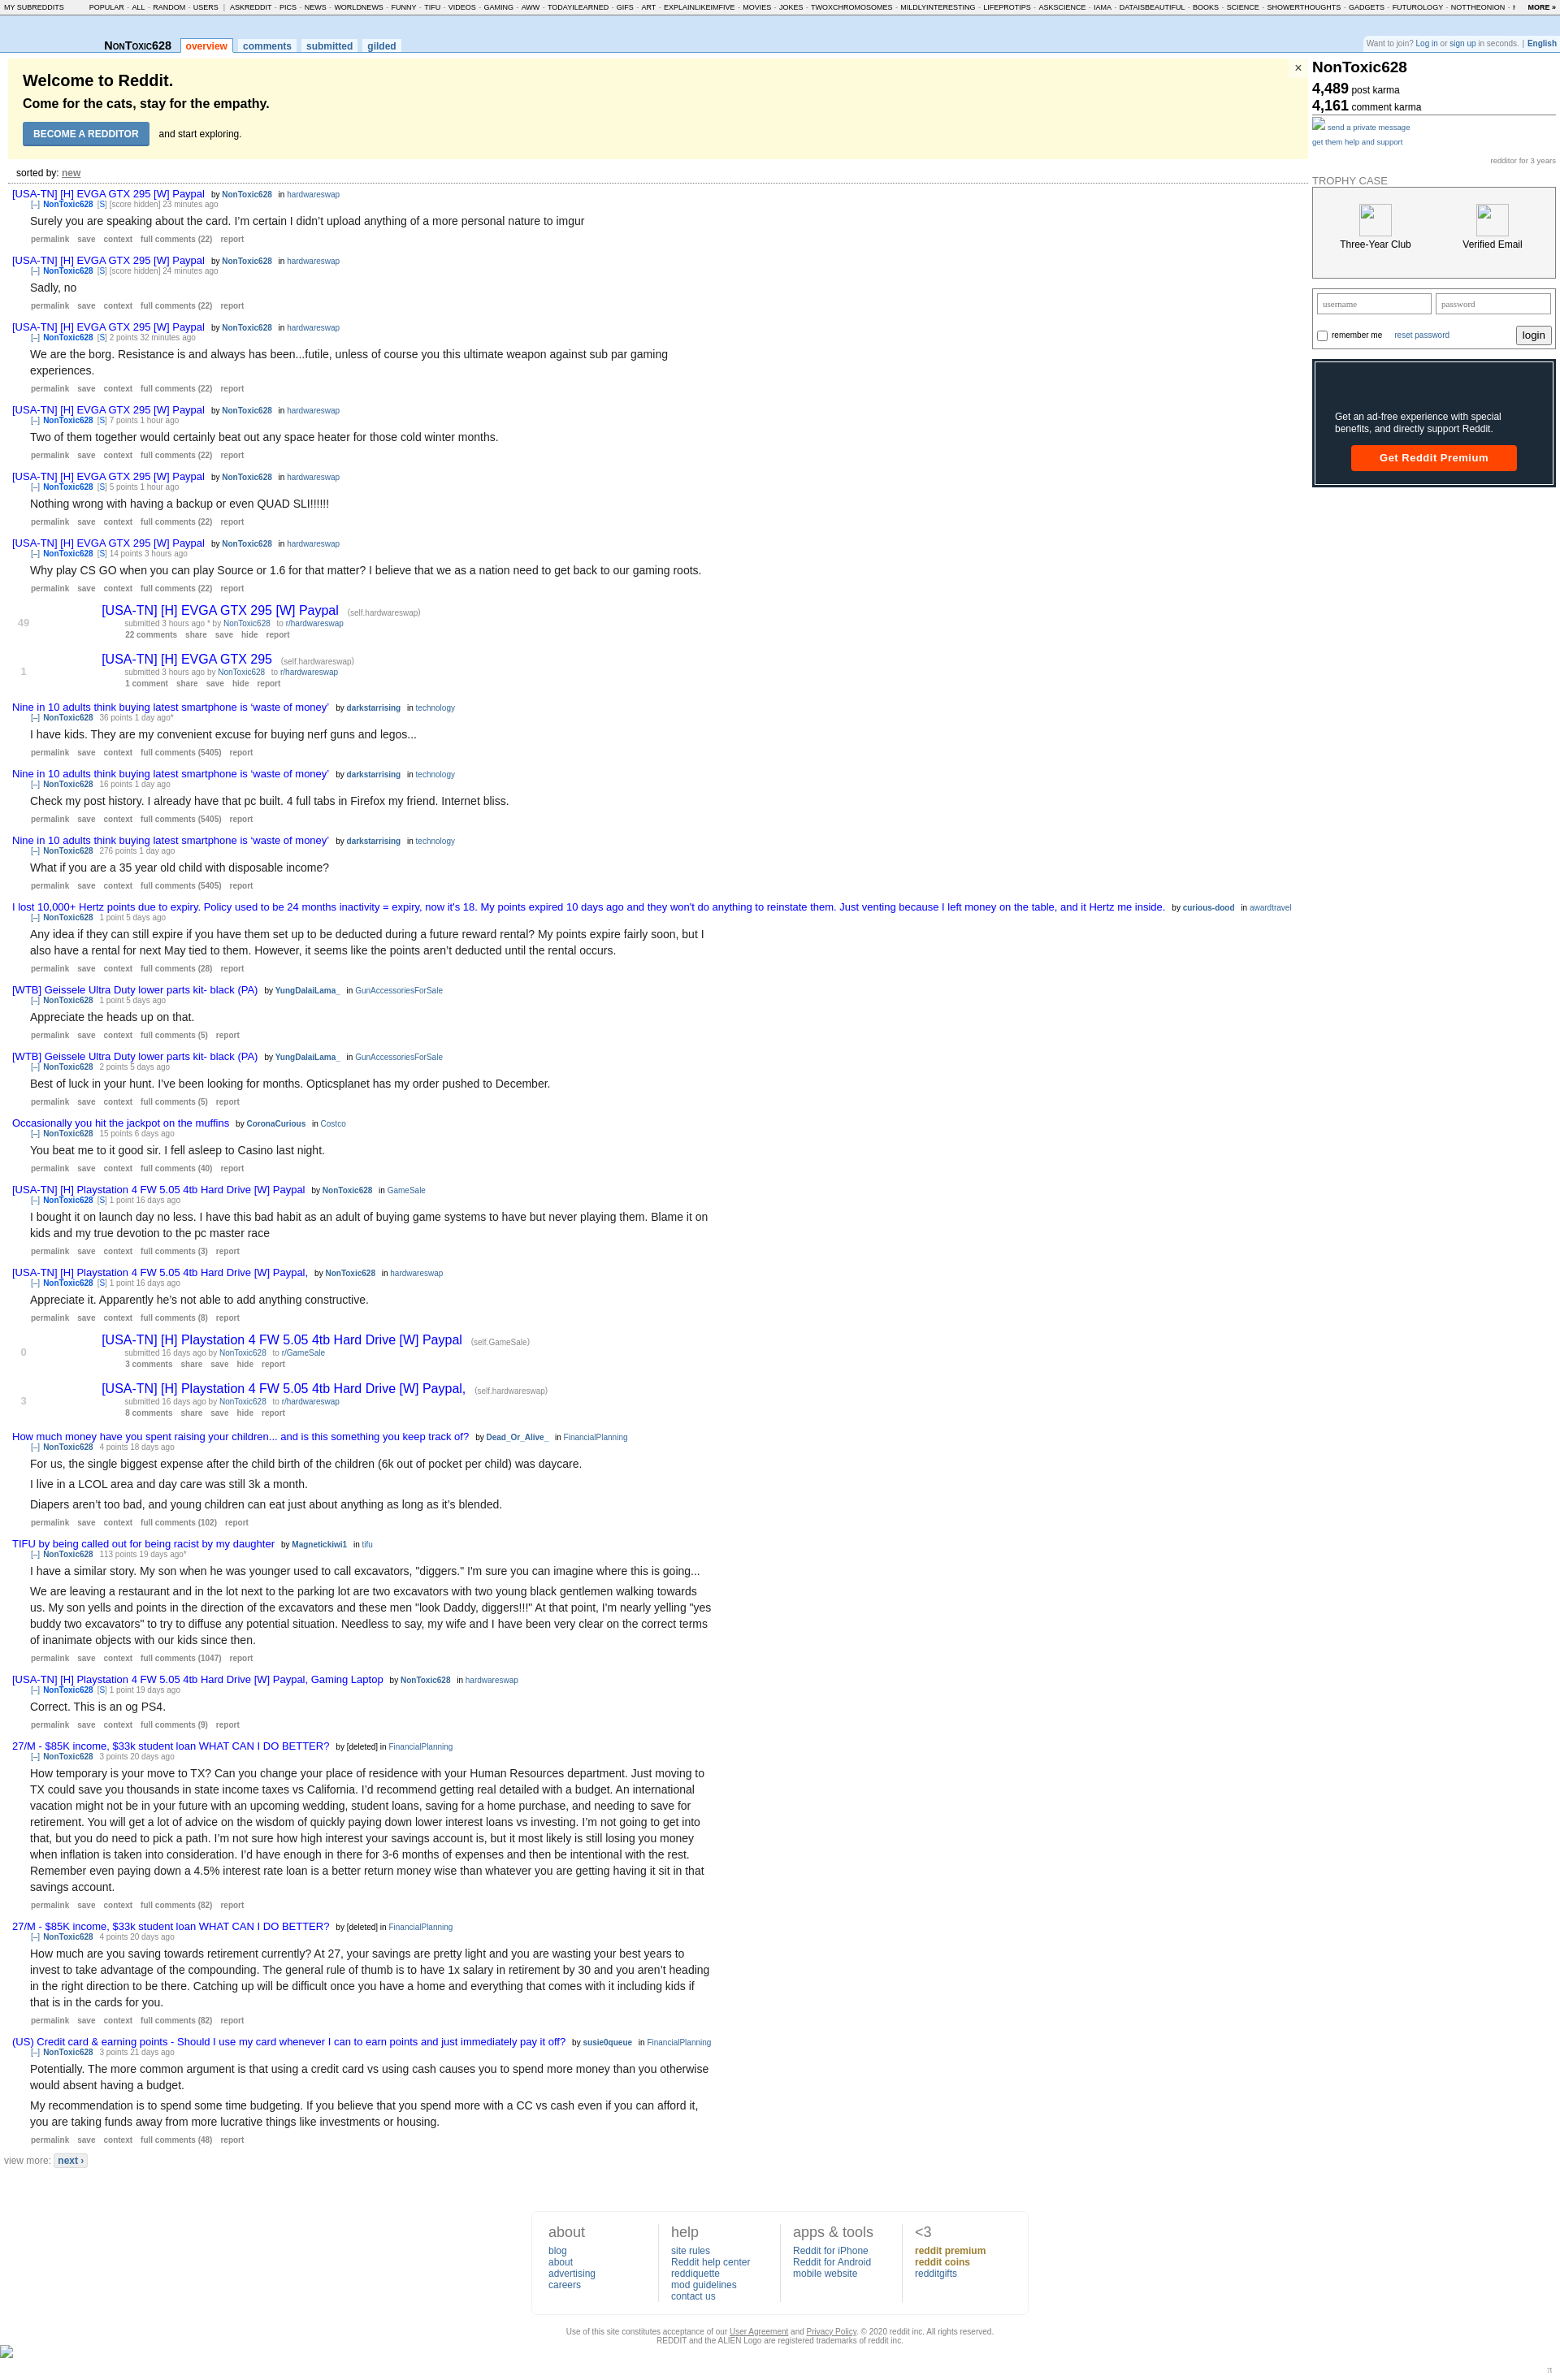 MY SUBREDDITS POPULAR - ALL - RANDOM - USERS | ASKREDDIT - PICS - NEWS - WORLDNEWS - FUNNY - TIFU - VIDEOS - GAMING - AWW - TODAYILEARNED - GIFS - ART - EXPLAINLIKEIMFIVE - MOVIES - JOKES - TWOXCHROMOSOMES - MILDLYINTERESTING - LIFEPROTIPS - ASKSCIENCE - IAMA - DATAISBEAUTIFUL - BOOKS - SCIENCE - SHOWERTHOUGHTS - GADGETS - FUTUROLOGY - NOTTHEONION - MORE »
NonToxic628 overview comments submitted gilded
Want to join? Log in or sign up in seconds. | English
Welcome to Reddit. ×
Come for the cats, stay for the empathy.
BECOME A REDDITOR and start exploring.
sorted by: new
[USA-TN] [H] EVGA GTX 295 [W] Paypal by NonToxic628 in hardwareswap
[–] NonToxic628 [S] [score hidden] 23 minutes ago
Surely you are speaking about the card. I’m certain I didn’t upload anything of a more personal nature to imgur
permalink save context full comments (22) report
[USA-TN] [H] EVGA GTX 295 [W] Paypal by NonToxic628 in hardwareswap
[–] NonToxic628 [S] [score hidden] 24 minutes ago
Sadly, no
permalink save context full comments (22) report
[USA-TN] [H] EVGA GTX 295 [W] Paypal by NonToxic628 in hardwareswap
[–] NonToxic628 [S] 2 points 32 minutes ago
We are the borg. Resistance is and always has been...futile, unless of course you this ultimate weapon against sub par gaming
experiences.
permalink save context full comments (22) report
[USA-TN] [H] EVGA GTX 295 [W] Paypal by NonToxic628 in hardwareswap
[–] NonToxic628 [S] 7 points 1 hour ago
Two of them together would certainly beat out any space heater for those cold winter months.
permalink save context full comments (22) report
[USA-TN] [H] EVGA GTX 295 [W] Paypal by NonToxic628 in hardwareswap
[–] NonToxic628 [S] 5 points 1 hour ago
Nothing wrong with having a backup or even QUAD SLI!!!!!!
permalink save context full comments (22) report
[USA-TN] [H] EVGA GTX 295 [W] Paypal by NonToxic628 in hardwareswap
[–] NonToxic628 [S] 14 points 3 hours ago
Why play CS GO when you can play Source or 1.6 for that matter? I believe that we as a nation need to get back to our gaming roots.
permalink save context full comments (22) report
[USA-TN] [H] EVGA GTX 295 [W] Paypal (self.hardwareswap)
49 submitted 3 hours ago * by NonToxic628 to r/hardwareswap
22 comments share save hide report
[USA-TN] [H] EVGA GTX 295 (self.hardwareswap)
1 submitted 3 hours ago by NonToxic628 to r/hardwareswap
1 comment share save hide report
Nine in 10 adults think buying latest smartphone is ‘waste of money’ by darkstarrising in technology
[–] NonToxic628 36 points 1 day ago*
I have kids. They are my convenient excuse for buying nerf guns and legos...
permalink save context full comments (5405) report
Nine in 10 adults think buying latest smartphone is ‘waste of money’ by darkstarrising in technology
[–] NonToxic628 16 points 1 day ago
Check my post history. I already have that pc built. 4 full tabs in Firefox my friend. Internet bliss.
permalink save context full comments (5405) report
Nine in 10 adults think buying latest smartphone is ‘waste of money’ by darkstarrising in technology
[–] NonToxic628 276 points 1 day ago
What if you are a 35 year old child with disposable income?
permalink save context full comments (5405) report
I lost 10,000+ Hertz points due to expiry. Policy used to be 24 months inactivity = expiry, now it's 18. My points expired 10 days ago and they won't do anything to reinstate them. Just venting because I left money on the table, and it Hertz me inside. by curious-dood in awardtravel
[–] NonToxic628 1 point 5 days ago
Any idea if they can still expire if you have them set up to be deducted during a future reward rental? My points expire fairly soon, but I
also have a rental for next May tied to them. However, it seems like the points aren’t deducted until the rental occurs.
permalink save context full comments (28) report
[WTB] Geissele Ultra Duty lower parts kit- black (PA) by YungDalaiLama_ in GunAccessoriesForSale
[–] NonToxic628 1 point 5 days ago
Appreciate the heads up on that.
permalink save context full comments (5) report
[WTB] Geissele Ultra Duty lower parts kit- black (PA) by YungDalaiLama_ in GunAccessoriesForSale
[–] NonToxic628 2 points 5 days ago
Best of luck in your hunt. I’ve been looking for months. Opticsplanet has my order pushed to December.
permalink save context full comments (5) report
Occasionally you hit the jackpot on the muffins by CoronaCurious in Costco
[–] NonToxic628 15 points 6 days ago
You beat me to it good sir. I fell asleep to Casino last night.
permalink save context full comments (40) report
[USA-TN] [H] Playstation 4 FW 5.05 4tb Hard Drive [W] Paypal by NonToxic628 in GameSale
[–] NonToxic628 [S] 1 point 16 days ago
I bought it on launch day no less. I have this bad habit as an adult of buying game systems to have but never playing them. Blame it on
kids and my true devotion to the pc master race
permalink save context full comments (3) report
[USA-TN] [H] Playstation 4 FW 5.05 4tb Hard Drive [W] Paypal, by NonToxic628 in hardwareswap
[–] NonToxic628 [S] 1 point 16 days ago
Appreciate it. Apparently he’s not able to add anything constructive.
permalink save context full comments (8) report
[USA-TN] [H] Playstation 4 FW 5.05 4tb Hard Drive [W] Paypal (self.GameSale)
0 submitted 16 days ago by NonToxic628 to r/GameSale
3 comments share save hide report
[USA-TN] [H] Playstation 4 FW 5.05 4tb Hard Drive [W] Paypal, (self.hardwareswap)
3 submitted 16 days ago by NonToxic628 to r/hardwareswap
8 comments share save hide report
How much money have you spent raising your children... and is this something you keep track of? by Dead_Or_Alive_ in FinancialPlanning
[–] NonToxic628 4 points 18 days ago
For us, the single biggest expense after the child birth of the children (6k out of pocket per child) was daycare.
I live in a LCOL area and day care was still 3k a month.
Diapers aren’t too bad, and young children can eat just about anything as long as it’s blended.
permalink save context full comments (102) report
TIFU by being called out for being racist by my daughter by Magnetickiwi1 in tifu
[–] NonToxic628 113 points 19 days ago*
I have a similar story. My son when he was younger used to call excavators, "diggers." I'm sure you can imagine where this is going...
We are leaving a restaurant and in the lot next to the parking lot are two excavators with two young black gentlemen walking towards
us. My son yells and points in the direction of the excavators and these men "look Daddy, diggers!!!" At that point, I'm nearly yelling "yes
buddy two excavators" to try to diffuse any potential situation. Needless to say, my wife and I have been very clear on the correct terms
of inanimate objects with our kids since then.
permalink save context full comments (1047) report
[USA-TN] [H] Playstation 4 FW 5.05 4tb Hard Drive [W] Paypal, Gaming Laptop by NonToxic628 in hardwareswap
[–] NonToxic628 [S] 1 point 19 days ago
Correct. This is an og PS4.
permalink save context full comments (9) report
27/M - $85K income, $33k student loan WHAT CAN I DO BETTER? by [deleted] in FinancialPlanning
[–] NonToxic628 3 points 20 days ago
How temporary is your move to TX? Can you change your place of residence with your Human Resources department. Just moving to
TX could save you thousands in state income taxes vs California. I’d recommend getting real detailed with a budget. An international
vacation might not be in your future with an upcoming wedding, student loans, saving for a home purchase, and needing to save for
retirement. You will get a lot of advice on the wisdom of quickly paying down lower interest loans vs investing. I’m not going to get into
that, but you do need to pick a path. I’m not sure how high interest your savings account is, but it most likely is still losing you money
when inflation is taken into consideration. I’d have enough in there for 3-6 months of expenses and then be intentional with the rest.
Remember even paying down a 4.5% interest rate loan is a better return money wise than whatever you are getting having it sit in that
savings account.
permalink save context full comments (82) report
27/M - $85K income, $33k student loan WHAT CAN I DO BETTER? by [deleted] in FinancialPlanning
[–] NonToxic628 4 points 20 days ago
How much are you saving towards retirement currently? At 27, your savings are pretty light and you are wasting your best years to
invest to take advantage of the compounding. The general rule of thumb is to have 1x salary in retirement by 30 and you aren’t heading
in the right direction to be there. Catching up will be difficult once you have a home and everything that comes with it including kids if
that is in the cards for you.
permalink save context full comments (82) report
(US) Credit card & earning points - Should I use my card whenever I can to earn points and just immediately pay it off? by susie0queue in FinancialPlanning
[–] NonToxic628 3 points 21 days ago
Potentially. The more common argument is that using a credit card vs using cash causes you to spend more money than you otherwise
would absent having a budget.
My recommendation is to spend some time budgeting. If you believe that you spend more with a CC vs cash even if you can afford it,
you are taking funds away from more lucrative things like investments or housing.
permalink save context full comments (48) report
view more: next ›
NonToxic628
4,489 post karma
4,161 comment karma
send a private message
get them help and support
redditor for 3 years
TROPHY CASE
Three-Year Club Verified Email
username password
remember me reset password login
Get an ad-free experience with special
benefits, and directly support Reddit.
Get Reddit Premium
about
blog
about
advertising
careers
help
site rules
Reddit help center
reddiquette
mod guidelines
contact us
apps & tools
Reddit for iPhone
Reddit for Android
mobile website
<3
reddit premium
reddit coins
redditgifts
Use of this site constitutes acceptance of our User Agreement and Privacy Policy. © 2020 reddit inc. All rights reserved.
REDDIT and the ALIEN Logo are registered trademarks of reddit inc.
π